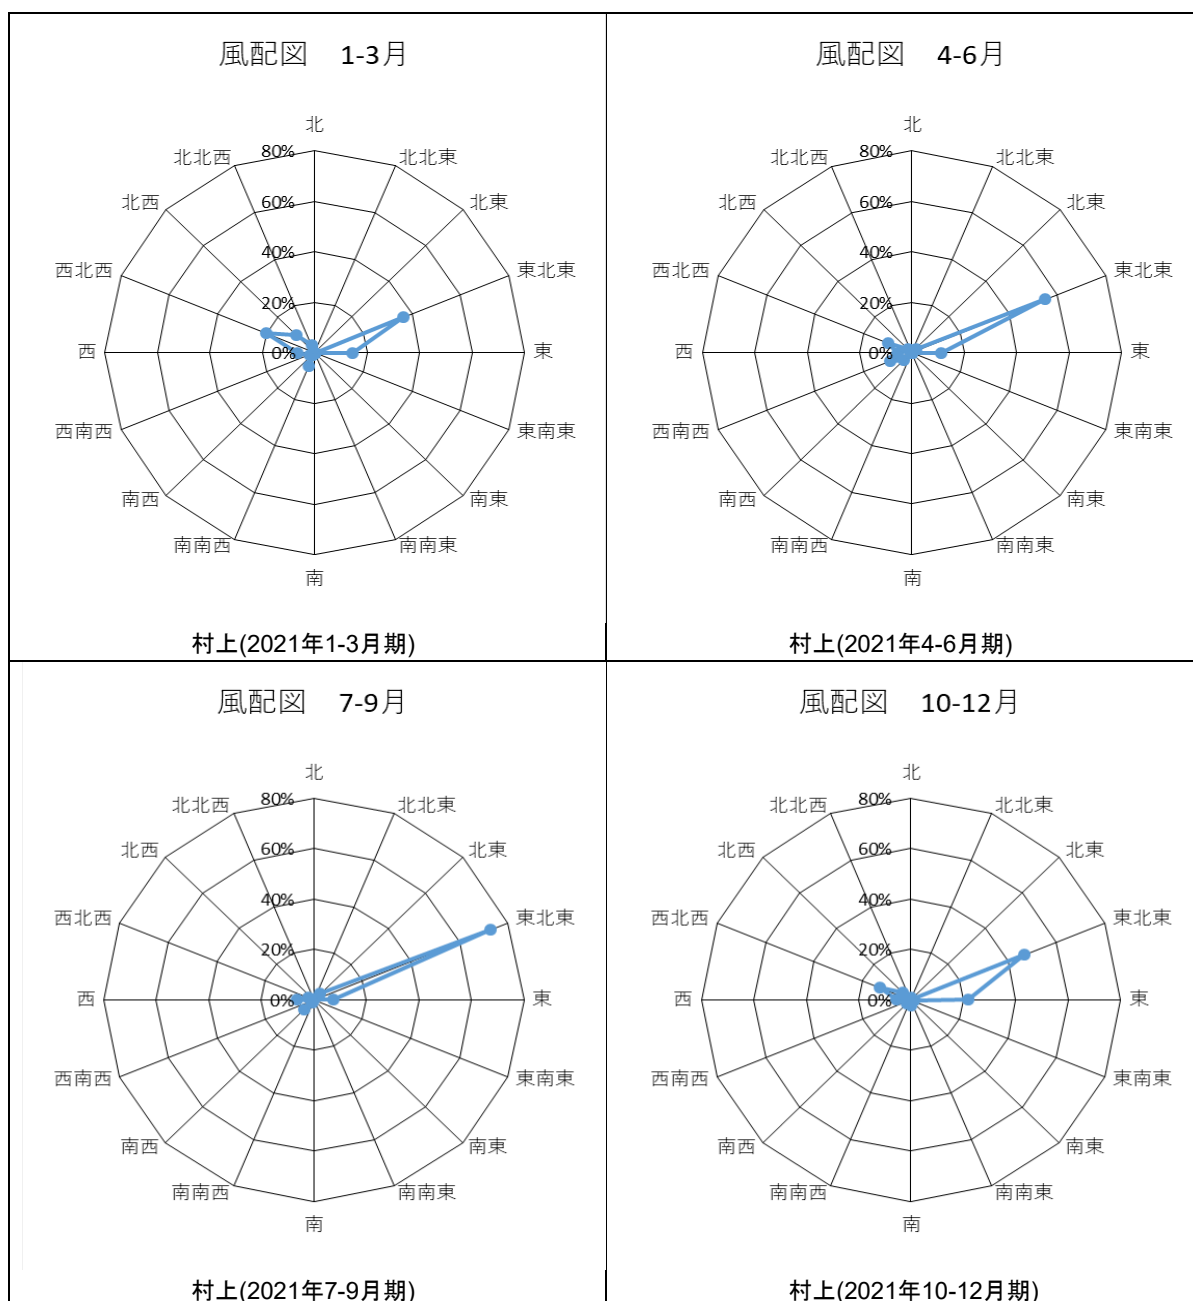 風配図　1-3月
北
北北東
北東
東北東
東
東南東
南東
南南東
南
南南西
南西
西南西
西
西北西
北西
北北西
80%
60%
40%
20%
0%
村上(2021年1-3月期)
風配図　4-6月
北
北北東
北東
東北東
東
東南東
南東
南南東
南
南南西
南西
西南西
西
西北西
北西
北北西
80%
60%
40%
20%
0%
村上(2021年4-6月期)
風配図　7-9月
北
北北東
北東
東北東
東
東南東
南東
南南東
南
南南西
南西
西南西
西
西北西
北西
北北西
80%
60%
40%
20%
0%
村上(2021年7-9月期)
風配図　10-12月
北
北北東
北東
東北東
東
東南東
南東
南南東
南
南南西
南西
西南西
西
西北西
北西
北北西
80%
60%
40%
20%
0%
村上(2021年10-12月期)